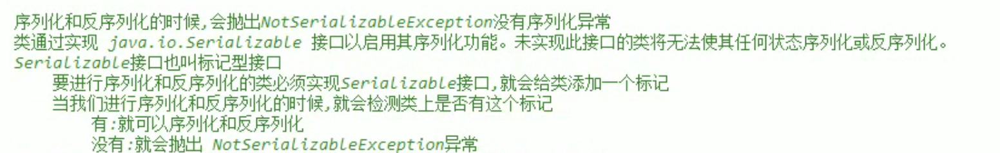 序列化和反序列化的时候,会抛出NotSerializableException没有序列化异常
类通过实现 java.io.Serializable 接口以启用其序列化功能。未实现此接口的类将无法使其任何状态序列化或反序列化。
Serializable接口也叫标记型接口
要进行序列化和反序列化的类必须实现Serializable接口,就会给类添加一个标记
当我们进行序列化和反序列化的时候,就会检测类上是否有这个标记
有:就可以序列化和反序列化
没有:就会抛出 NotSerializableException异常